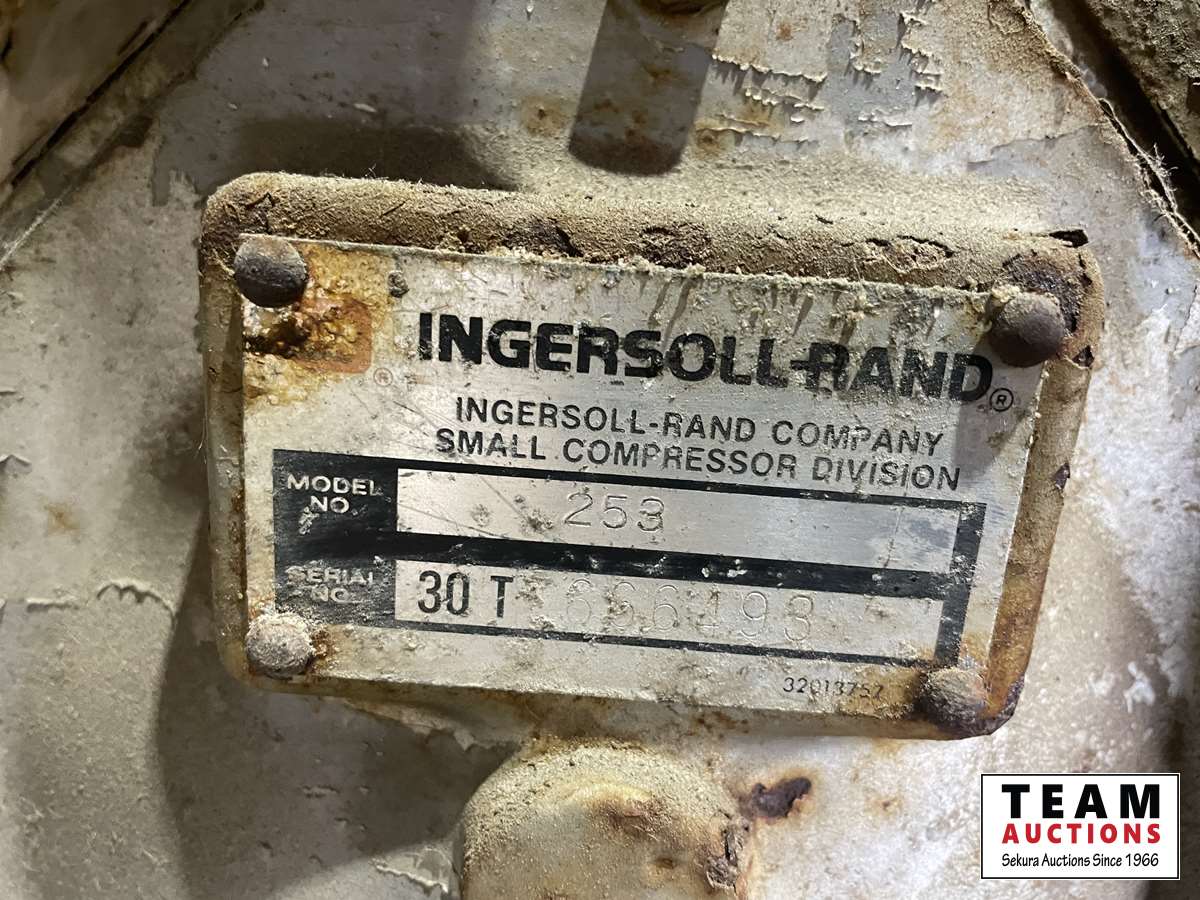 INGERSOLL-RAND®
®
INGERSOLL-RAND COMPANY
SMALL COMPRESSOR DIVISION
MODEL
NO.
253
SERIAL
NO.
30 T 666498
32013757
TEAM
AUCTIONS
Sekura Auctions Since 1966